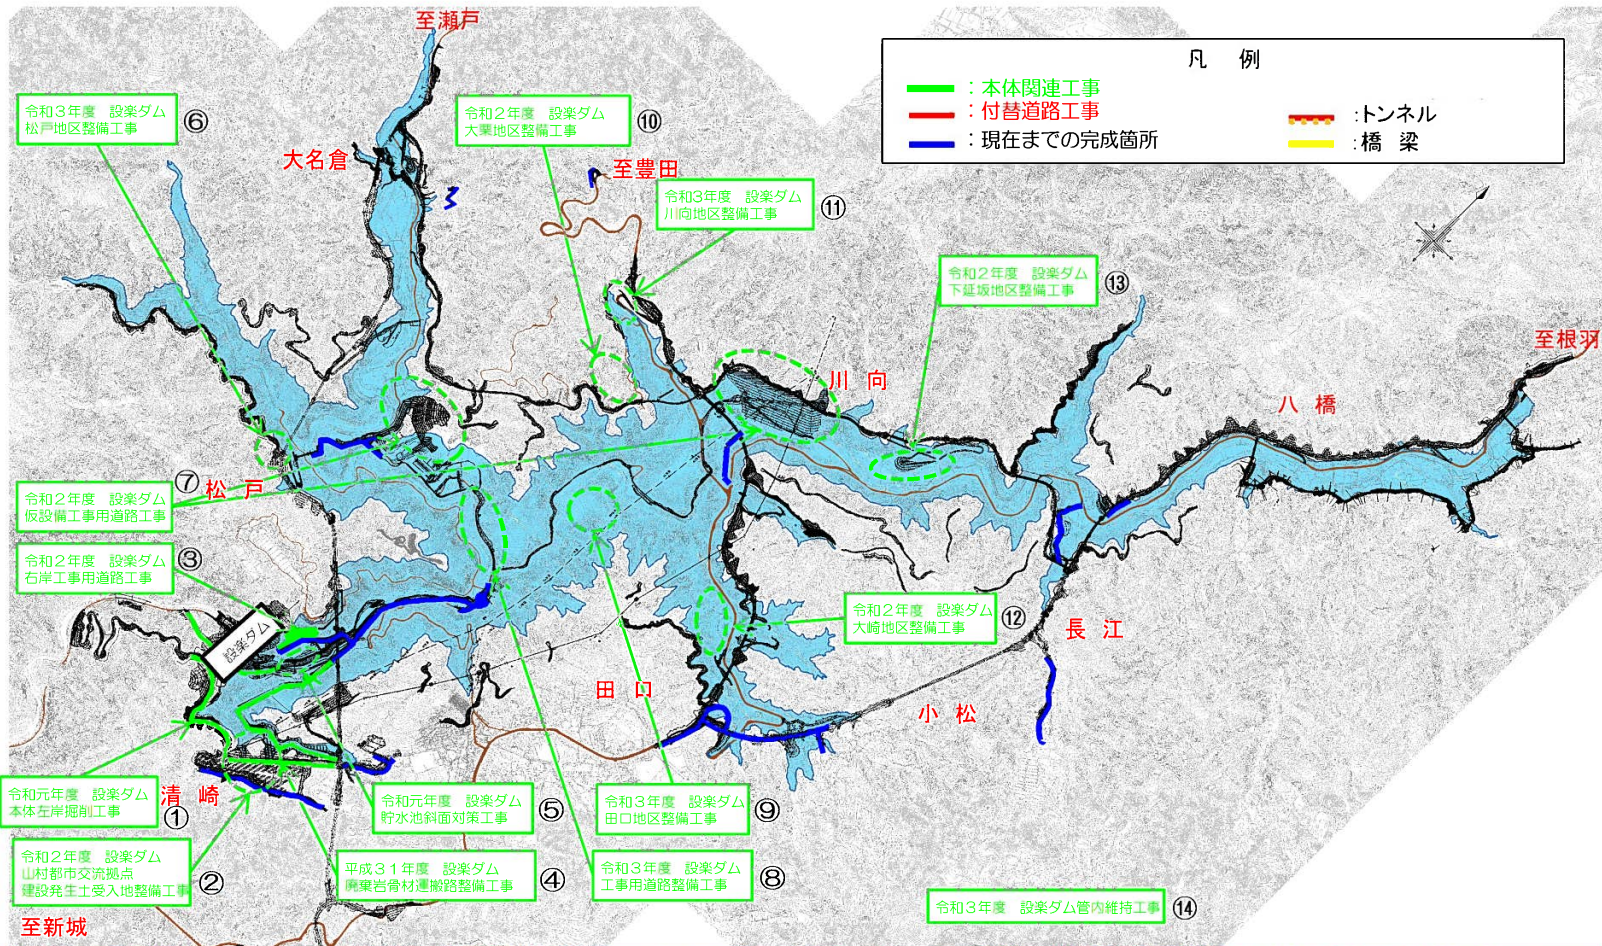 至瀬戸
凡 例
：本体関連工事
：付替道路工事
：現在までの完成箇所
：トンネル
：橋 梁
令和３年度 設楽ダム
松戸地区整備工事
⑥
大名倉
令和２年度 設楽ダム
大栗地区整備工事
⑩
至豊田
令和3年度 設楽ダム
川向地区整備工事
⑪
令和２年度 設楽ダム
下延坂地区整備工事
⑬
至根羽
川 向
八 橋
⑦
松 戸
令和２年度 設楽ダム
仮設備工事用道路工事
令和２年度 設楽ダム
右岸工事用道路工事
③
設楽ダム
令和２年度 設楽ダム
大崎地区整備工事
⑫
長 江
田 口
小 松
令和元年度 設楽ダム
本体左岸掘削工事
清 崎
①
令和元年度 設楽ダム
貯水池斜面対策工事
⑤
令和３年度 設楽ダム
田口地区整備工事
⑨
令和２年度 設楽ダム
山村都市交流拠点
建設発生土受入地整備工事
②
平成３１年度 設楽ダム
廃棄岩骨材運搬路整備工事
④
令和３年度 設楽ダム
工事用道路整備工事
⑧
令和３年度 設楽ダム管内維持工事
⑭
至新城